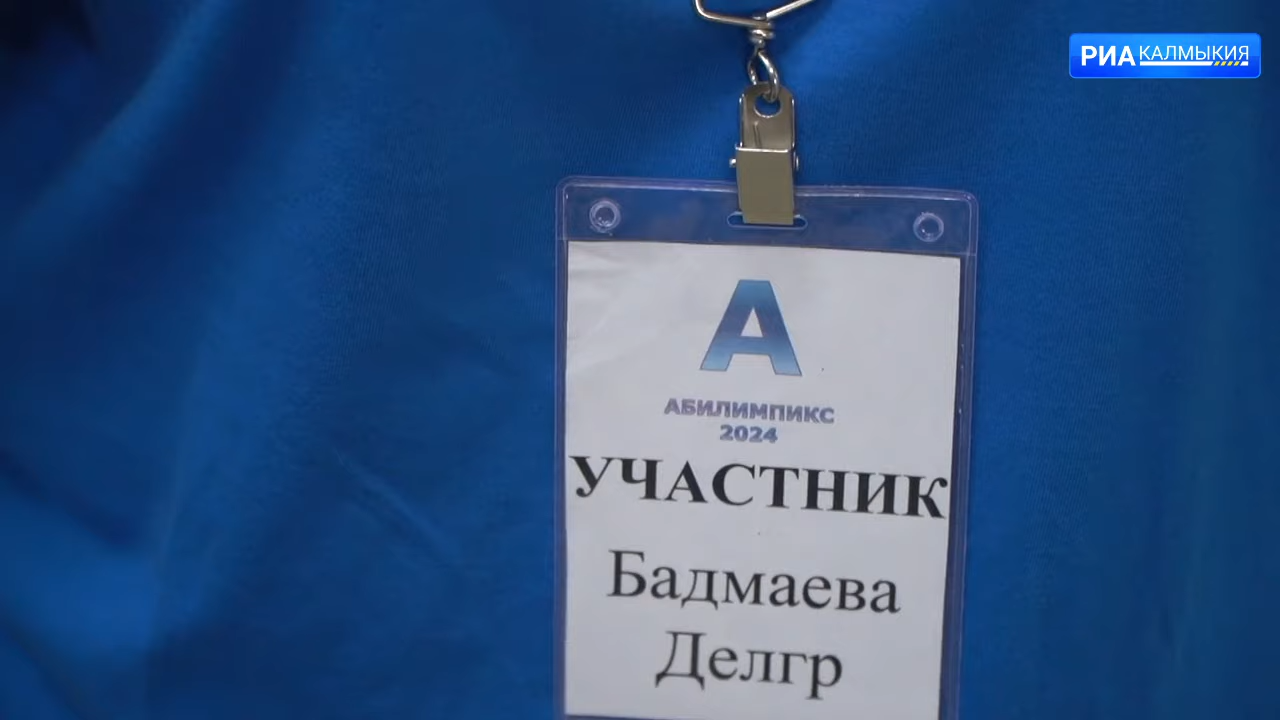 РИА КАЛМЫКИЯ
А
АБИЛИМПИКС
2024
УЧАСТНИК
Бадмаева
Делгр